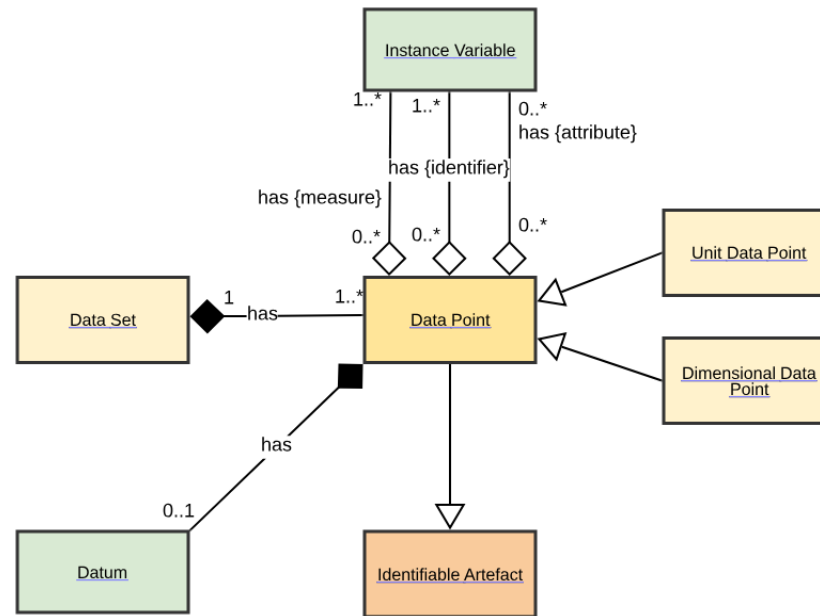 Instance Variable
1..*
1..*
0..*
has {attribute}
has {identifier}
has {measure}
0..*
0..*
0..*
Unit Data Point
Data Set
1
has
1..*
Data Point
Dimensional Data
Point
has
0..1
Datum
Identifiable Artefact